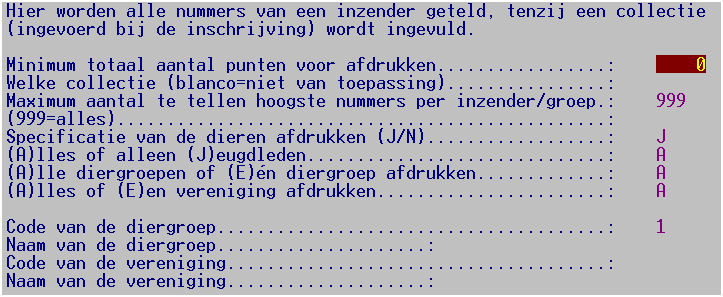 Hier worden alle nummers van een inzender geteld, tenzij een collectie
(ingevoerd bij de inschrijving) wordt ingevuld.
Minimum totaal aantal punten voor afdrukken.................: 0
Welke collectie (blanco=niet van toepassing)................:
Maximum aantal te tellen hoogste nummers per inzender/groep.: 999
(999=alles).................................................:
Specificatie van de dieren afdrukken (J/N)..................: J
(A)lles of alleen (J)eugdleden..............................: A
(A)lle diergroepen of (E)én diergroep afdrukken.............: A
(A)lles of (E)en vereniging afdrukken.......................: A
Code van de diergroep.......................................: 1
Naam van de diergroep.....................:
Code van de vereniging......................................:
Naam van de vereniging....................: